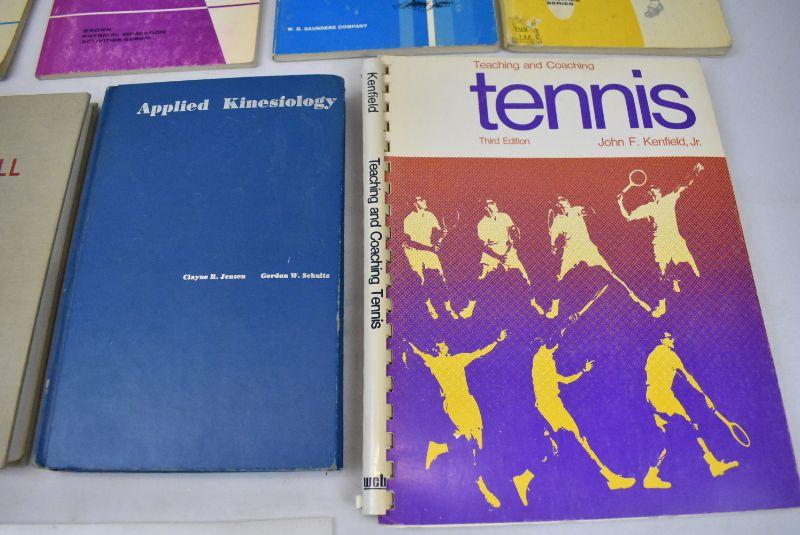 BROWN
PHYSICAL EDUCATION
ACTIVITIES SERIES
W. B. SAUNDERS COMPANY
SERIES
LL
Applied Kinesiology
Clayne R. Jensen Gordon W. Schultz
Kenfield
Teaching and Coaching Tennis
wcb
Teaching and Coaching
tennis
Third Edition
John F. Kenfield, Jr.